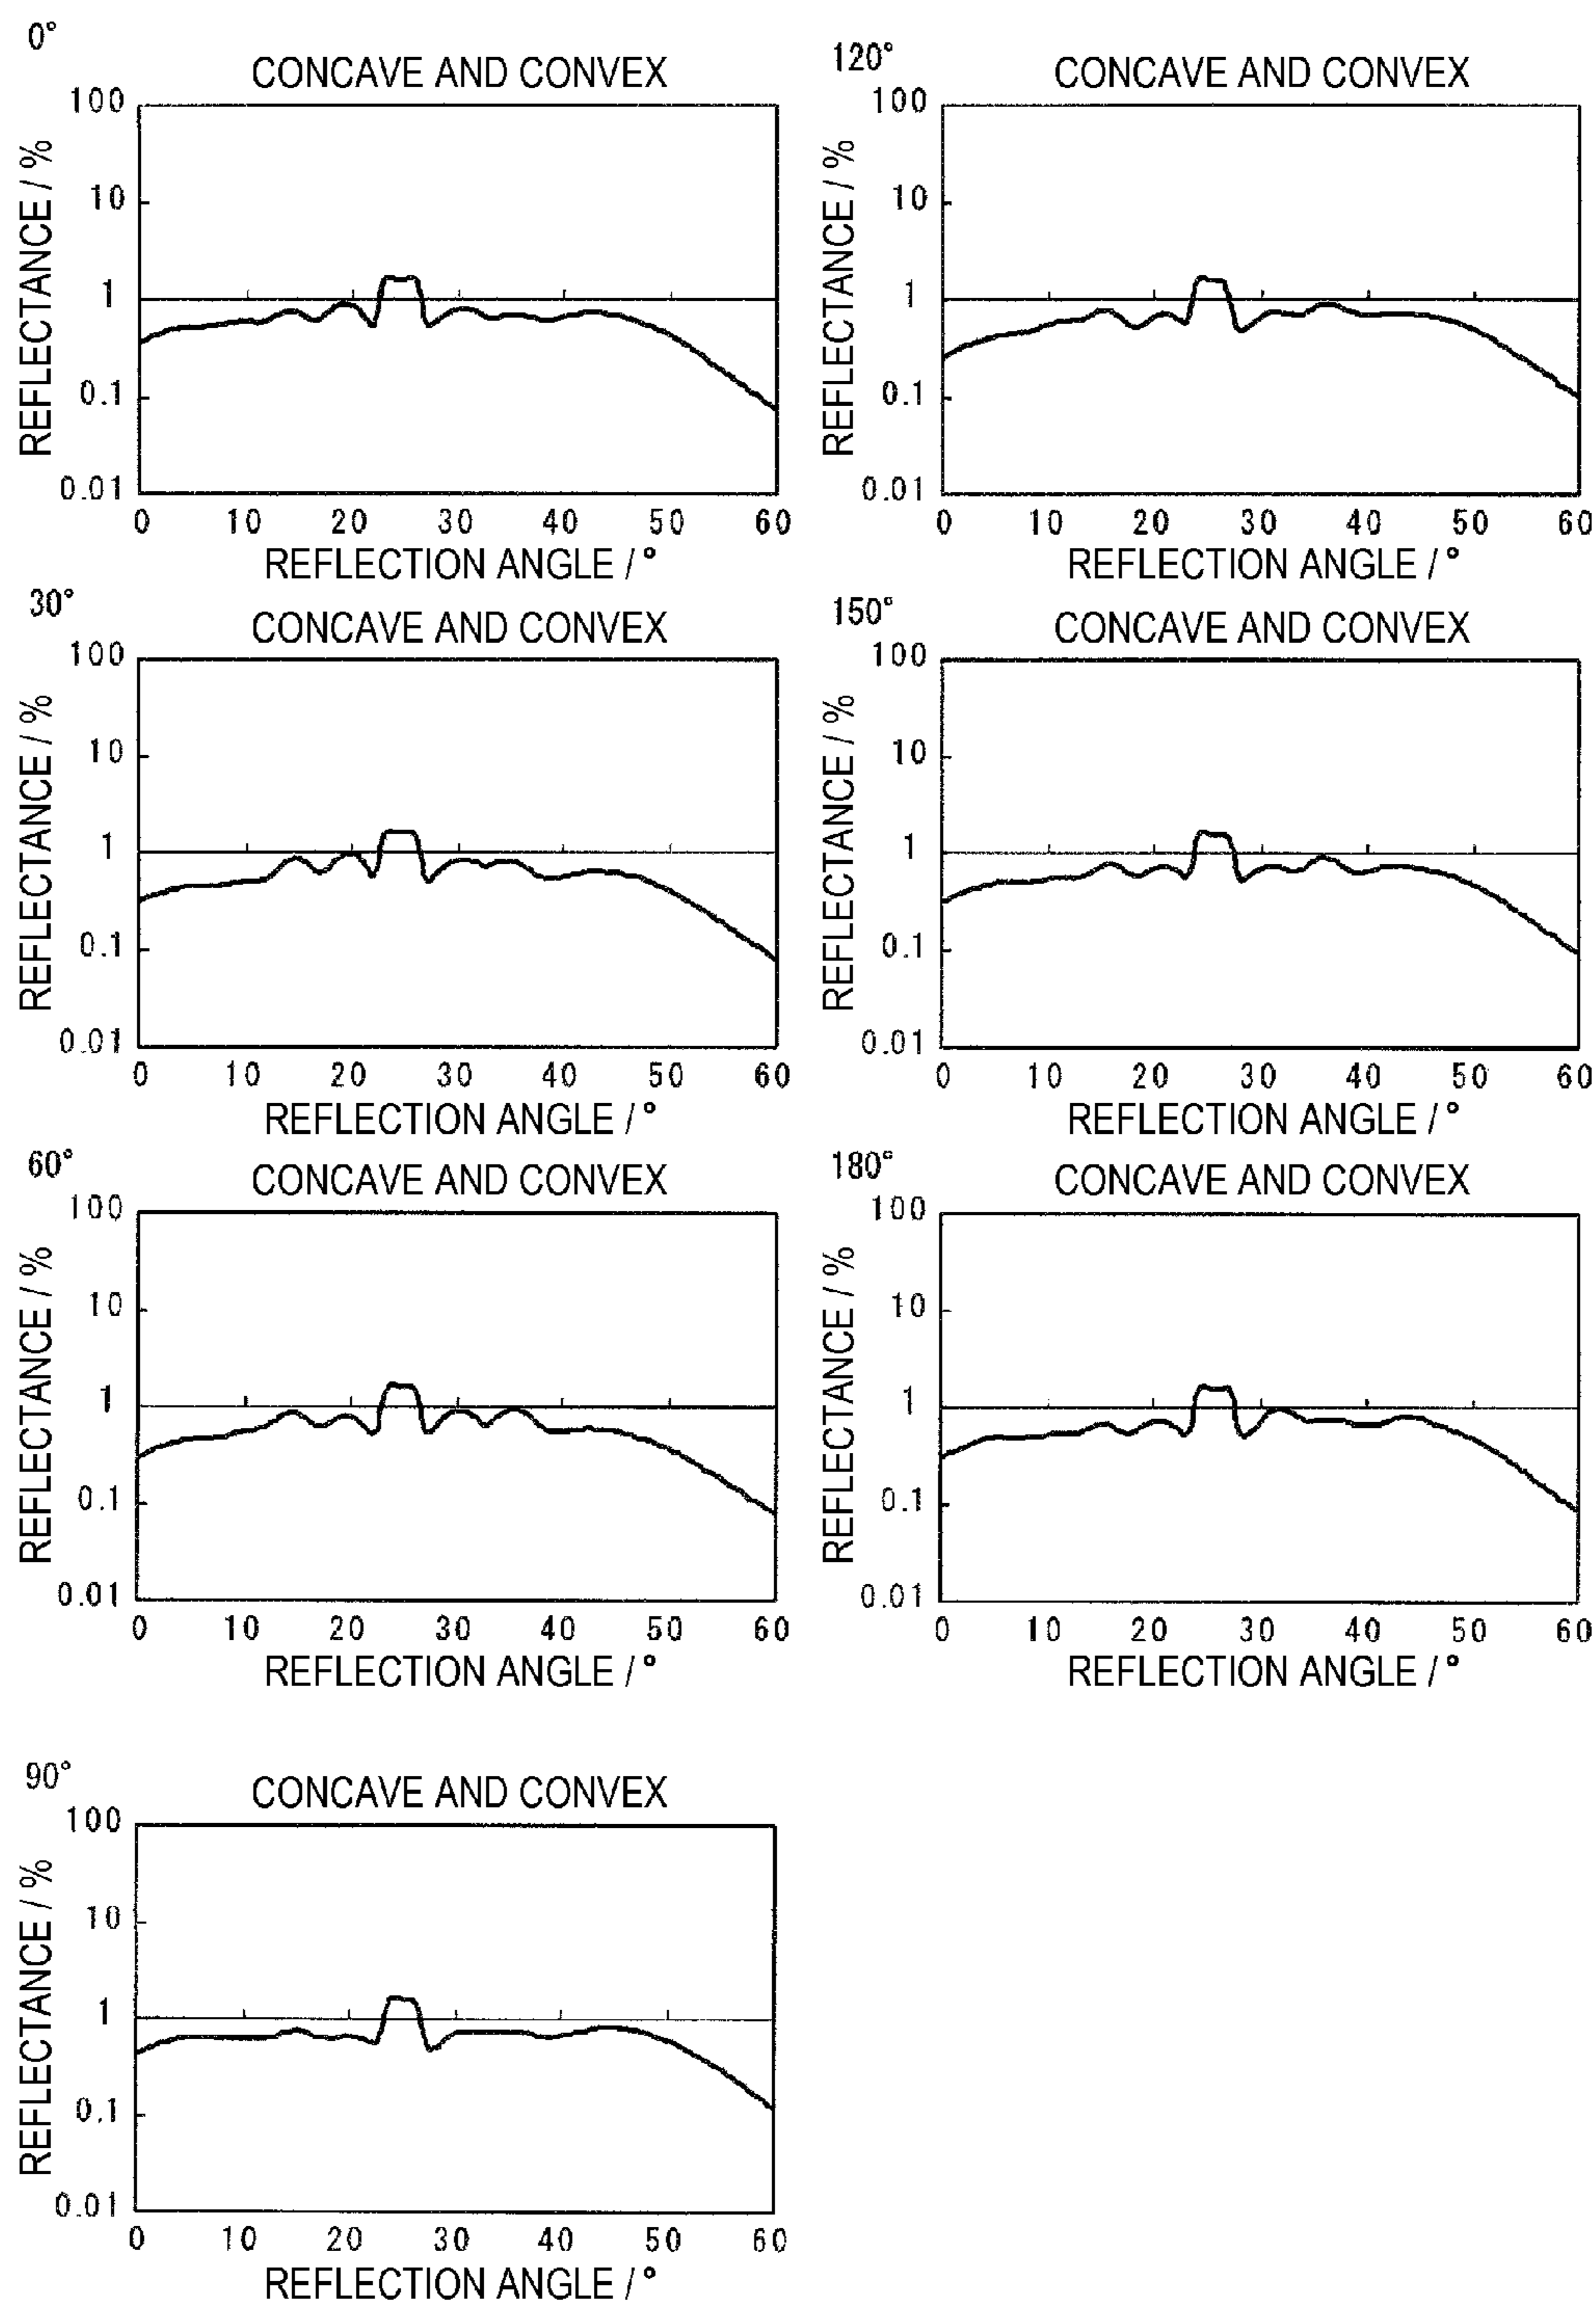 0°
CONCAVE AND CONVEX
REFLECTANCE / %
100
10
1
0.1
0.01
0 10 20 30 40 50 60
REFLECTION ANGLE / °
120°
CONCAVE AND CONVEX
REFLECTANCE / %
100
10
1
0.1
0.01
0 10 20 30 40 50 60
REFLECTION ANGLE / °
30°
CONCAVE AND CONVEX
REFLECTANCE / %
100
10
1
0.1
0.01
0 10 20 30 40 50 60
REFLECTION ANGLE / °
150°
CONCAVE AND CONVEX
REFLECTANCE / %
100
10
1
0.1
0.01
0 10 20 30 40 50 60
REFLECTION ANGLE / °
60°
CONCAVE AND CONVEX
REFLECTANCE / %
100
10
1
0.1
0.01
0 10 20 30 40 50 60
REFLECTION ANGLE / °
180°
CONCAVE AND CONVEX
REFLECTANCE / %
100
10
1
0.1
0.01
0 10 20 30 40 50 60
REFLECTION ANGLE / °
90°
CONCAVE AND CONVEX
REFLECTANCE / %
100
10
1
0.1
0.01
0 10 20 30 40 50 60
REFLECTION ANGLE / °